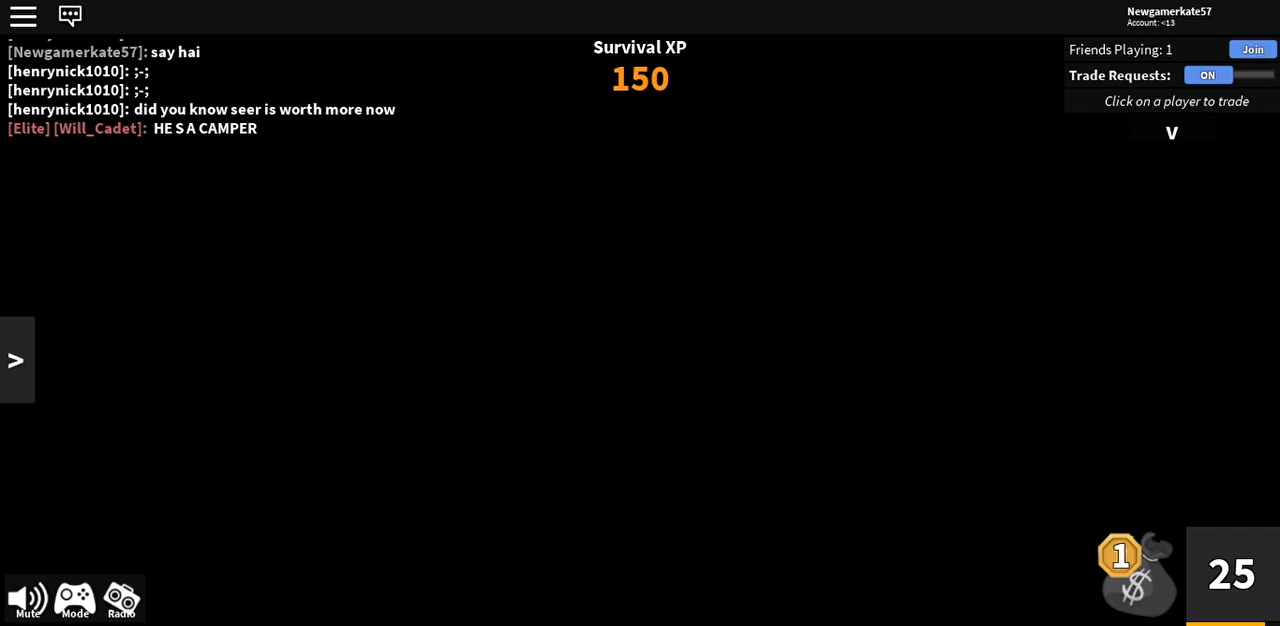 Newgamerkate57
Account: <13
[Newgamerkate57]: say hai
[henrynick1010]: ;-;
[henrynick1010]: ;-;
[henrynick1010]: did you know seer is worth more now
[Elite] [Will_Cadet]: HE S A CAMPER
Survival XP
150
Friends Playing: 1 Join
Trade Requests: ON
Click on a player to trade
v
>
Mute Mode Radio
1
$
25